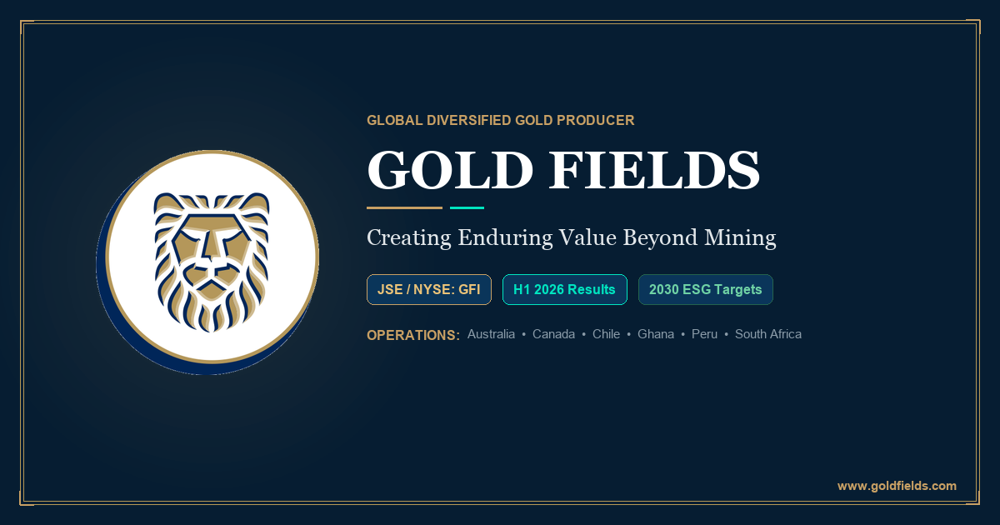 GLOBAL DIVERSIFIED GOLD PRODUCER
GOLD FIELDS
Creating Enduring Value Beyond Mining
JSE / NYSE: GFI
H1 2026 Results
2030 ESG Targets
OPERATIONS: Australia • Canada • Chile • Ghana • Peru • South Africa
www.goldfields.com